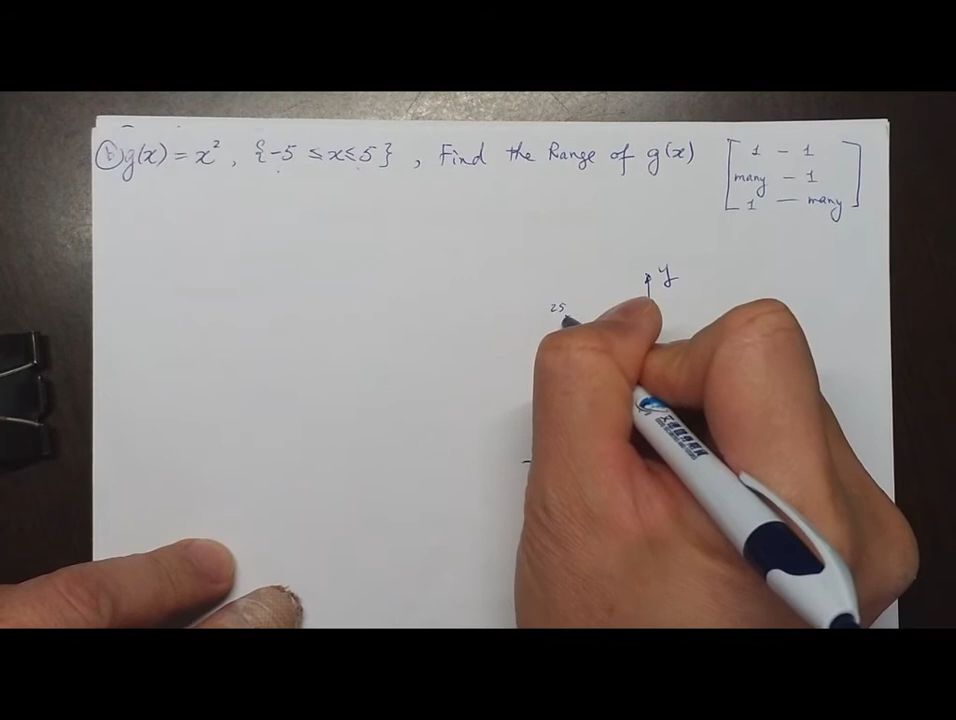 ⓑ g(x) = x², {-5 ≤ x ≤ 5} , Find the Range of g(x)
1 - 1
many - 1
1 — many
y
25